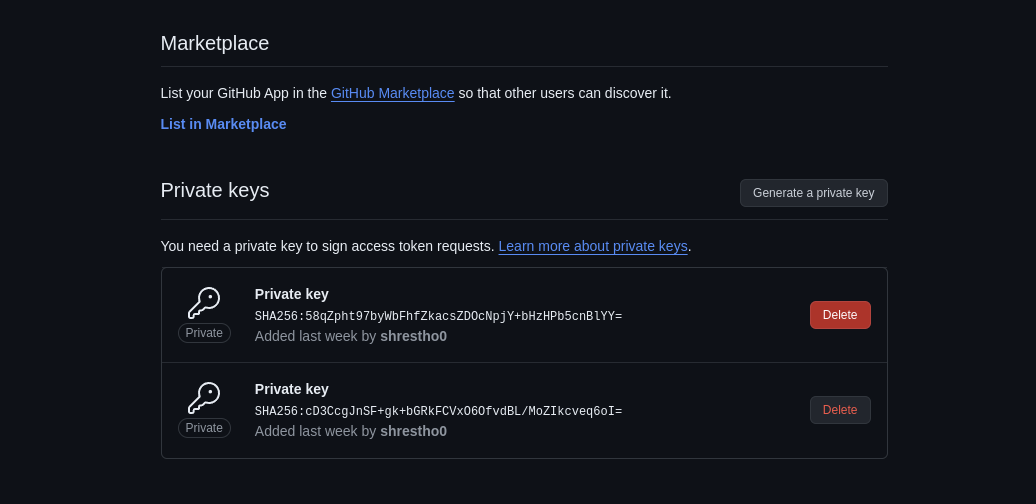 Marketplace
List your GitHub App in the GitHub Marketplace so that other users can discover it.
List in Marketplace
Private keys
Generate a private key
You need a private key to sign access token requests. Learn more about private keys.
Private key
SHA256:58qZpht97byWbFhfZkacsZDOcNpjY+bHzHPb5cnBlYY=
Delete
Private
Added last week by shrestho0
Private key
SHA256:cD3CcgJnSF+gk+bGRkFCVxO6OfvdBL/MoZIkcveq6oI=
Delete
Private
Added last week by shrestho0